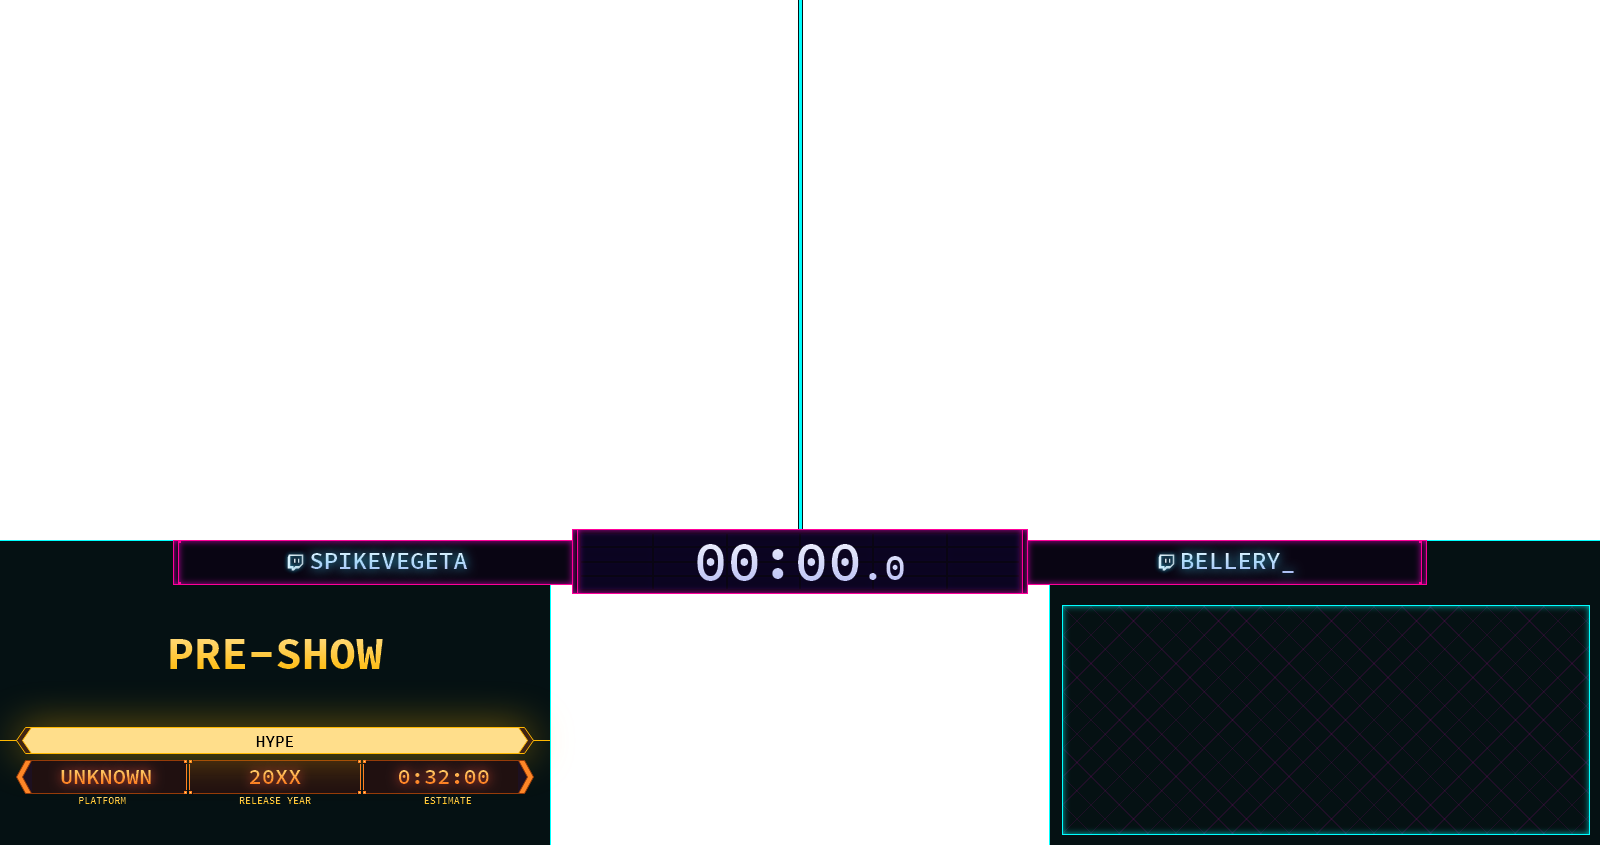 SPIKEVEGETA
00:00.0
BELLERY_
PRE-SHOW
HYPE
UNKNOWN 20XX 0:32:00
PLATFORM RELEASE YEAR ESTIMATE